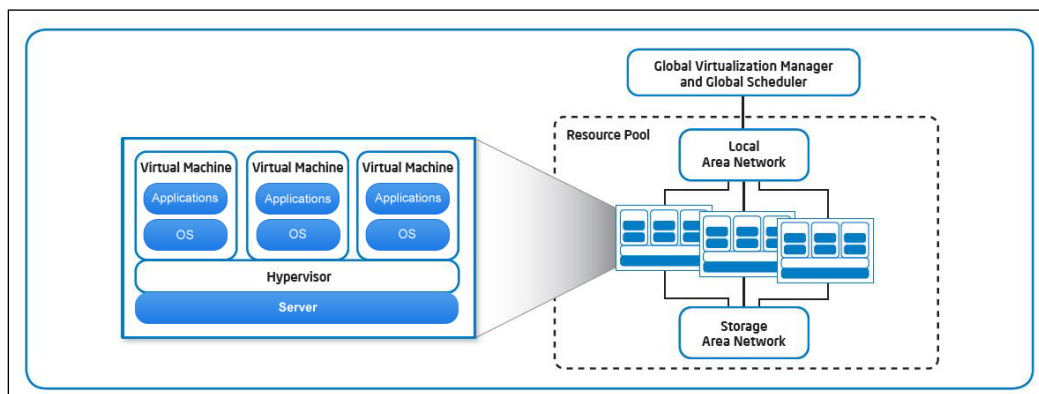 Global Virtualization Manager
and Global Scheduler
Resource Pool
Local
Area Network
Virtual Machine Virtual Machine Virtual Machine
Applications Applications Applications
OS OS OS
Hypervisor
Server
Storage
Area Network